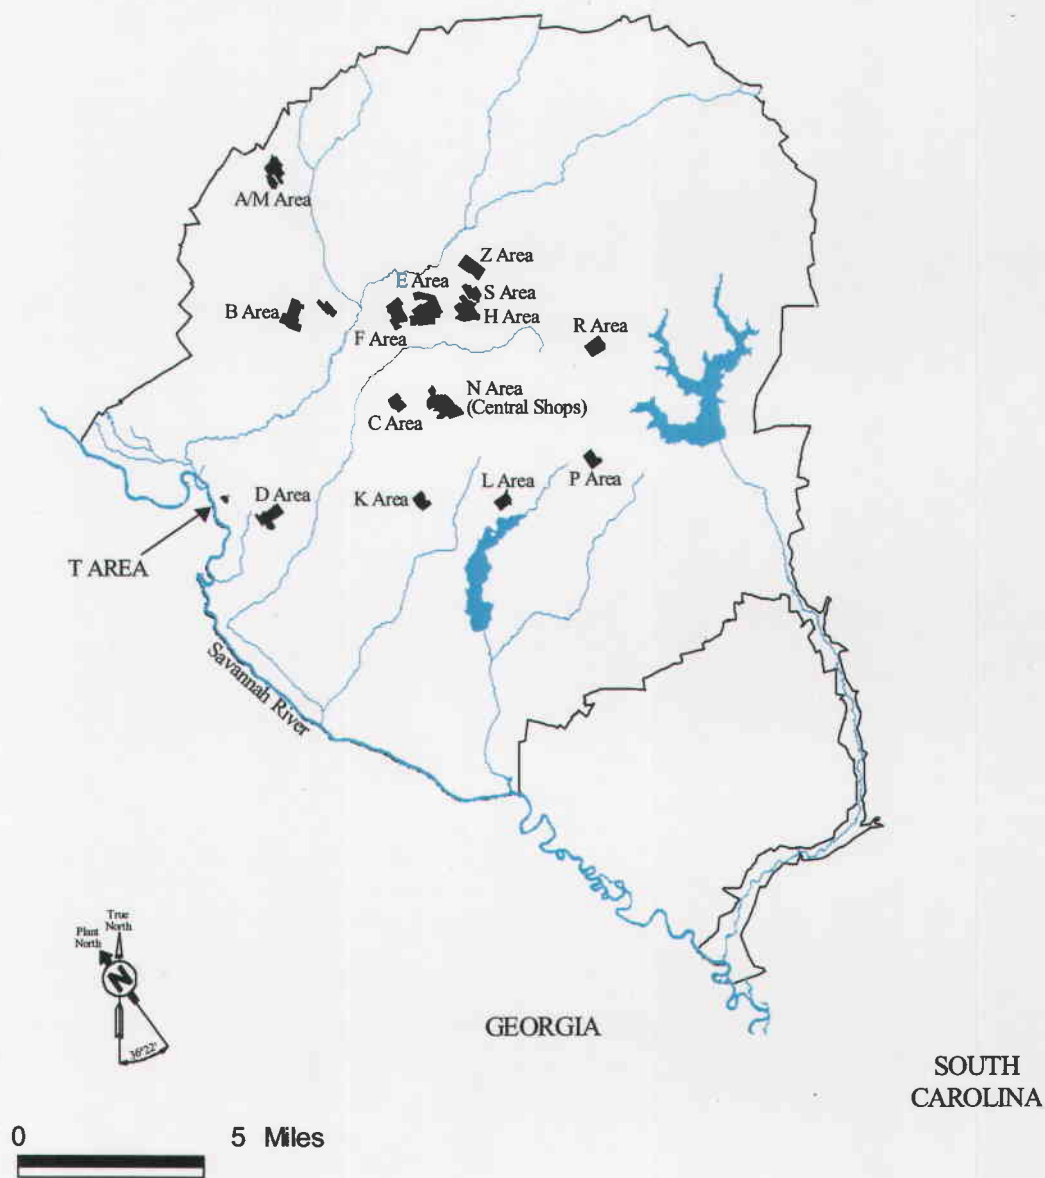 A/M Area
Z Area
E Area
S Area
B Area
H Area
F Area
R Area
N Area
(Central Shops)
C Area
P Area
L Area
K Area
D Area
T AREA
Savannah River
True
North
Plant
North
N
36°22'
GEORGIA
SOUTH
CAROLINA
0 5 Miles